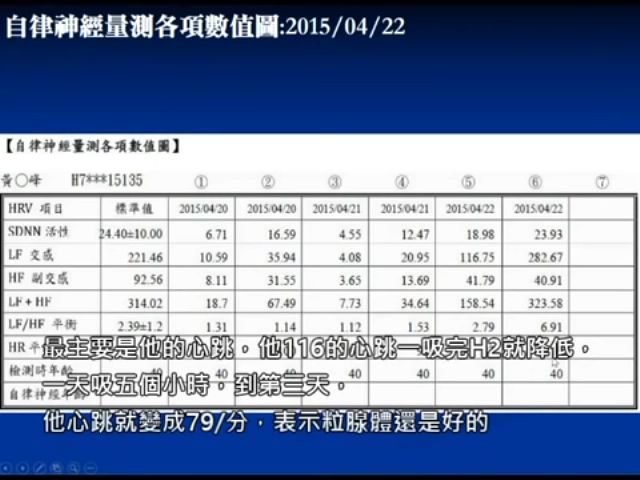 自律神經量測各項數值圖:2015/04/22
【自律神經量測各項數值圖】
黃〇峰 H7***15135 ① ② ③ ④ ⑤ ⑥ ⑦
HRV 項目 標準值 2015/04/20 2015/04/20 2015/04/21 2015/04/21 2015/04/22 2015/04/22
SDNN 活性 24.40±10.00 6.71 16.59 4.55 12.47 18.98 23.93
LF 交感 221.46 10.59 35.94 4.08 20.95 116.75 282.67
HF 副交感 92.56 8.11 31.55 3.65 13.69 41.79 40.91
LF+HF 314.02 18.7 67.49 7.73 34.64 158.54 323.58
LF/HF 平衡 2.39±1.2 1.31 1.14 1.12 1.53 2.79 6.91
HR 平
最主要是他的心跳，他116的心跳一吸完H2就降低，
檢測時年齡 40 40 40 40 40 40
一天吸五個小時，到第三天，
自律神經年齡
他心跳就變成79/分，表示粒腺體還是好的